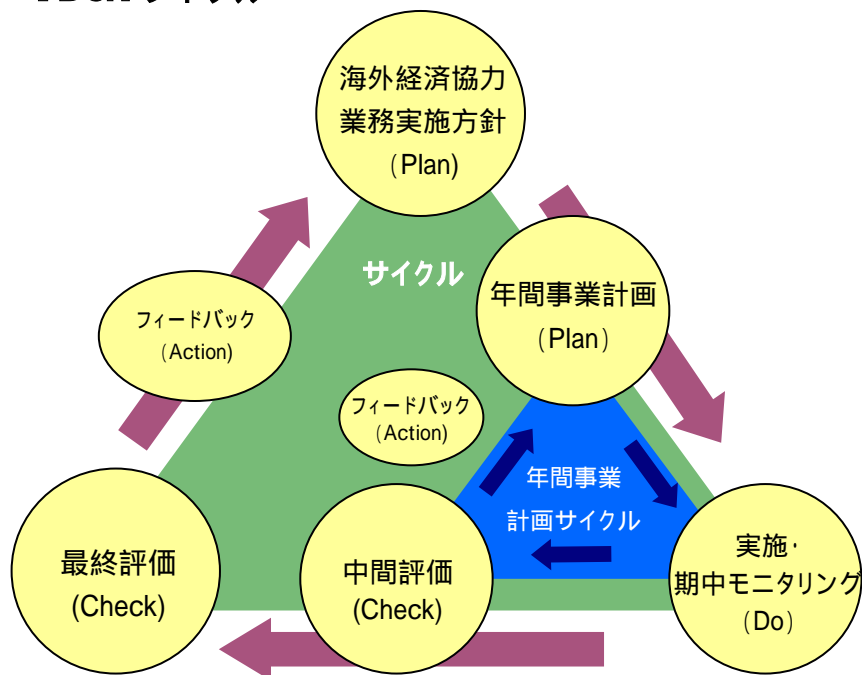 海外経済協力
業務実施方針
(Plan)
サイクル
年間事業計画
(Plan)
フィードバック
(Action)
フィードバック
(Action)
年間事業
計画サイクル
最終評価
(Check)
中間評価
(Check)
実施・
期中モニタリング
(Do)